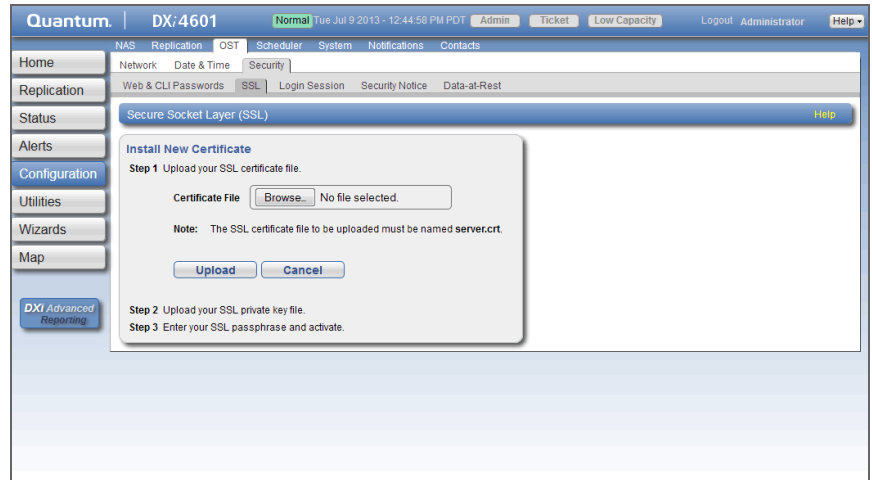 Quantum. DXi4601 Normal Tue Jul 9 2013 - 12:44:58 PM PDT Admin Ticket Low Capacity Logout Administrator Help
NAS Replication OST Scheduler System Notifications Contacts
Home
Network Date & Time Security
Replication
Web & CLI Passwords SSL Login Session Security Notice Data-at-Rest
Status
Secure Socket Layer (SSL) Help
Alerts
Install New Certificate
Step 1 Upload your SSL certificate file.
Configuration
Certificate File Browse.. No file selected.
Utilities
Wizards
Note: The SSL certificate file to be uploaded must be named server.crt.
Map
Upload Cancel
DXi Advanced
Reporting
Step 2 Upload your SSL private key file.
Step 3 Enter your SSL passphrase and activate.